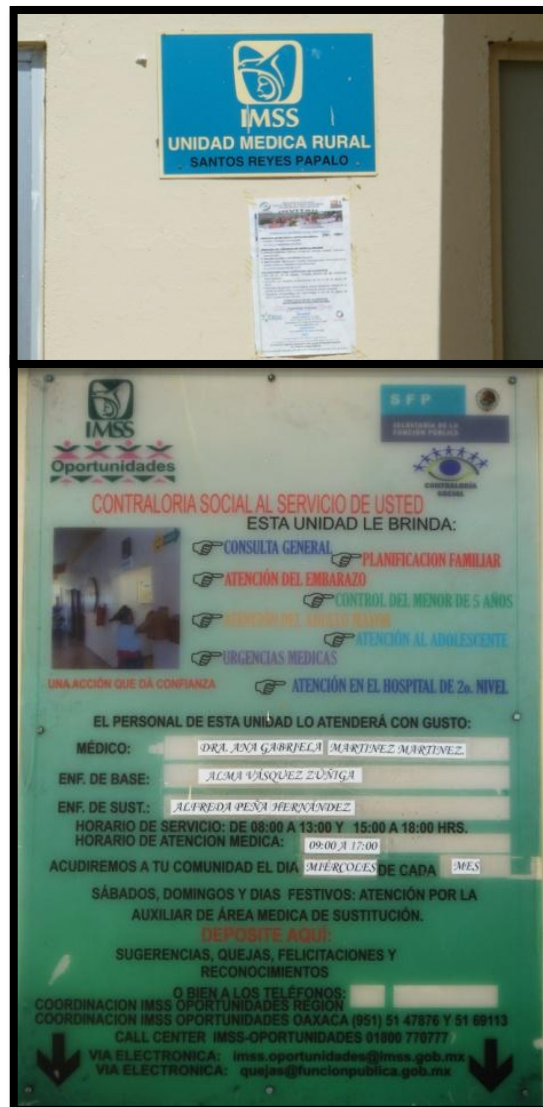 IMSS
UNIDAD MEDICA RURAL
SANTOS REYES PAPALO
IMSS
Oportunidades
SFP
SECRETARÍA DE LA
FUNCIÓN PÚBLICA
CONTRALORIA
SOCIAL
CONTRALORIA SOCIAL AL SERVICIO DE USTED
ESTA UNIDAD LE BRINDA:
CONSULTA GENERAL
PLANIFICACION FAMILIAR
ATENCIÓN DEL EMBARAZO
CONTROL DEL MENOR DE 5 AÑOS
ATENCION DEL ADULTO MAYOR
ATENCIÓN AL ADOLESCENTE
URGENCIAS MEDICAS
UNA ACCIÓN QUE DÁ CONFIANZA
ATENCIÓN EN EL HOSPITAL DE 2o. NIVEL
EL PERSONAL DE ESTA UNIDAD LO ATENDERÁ CON GUSTO:
MÉDICO: DRA. ANA GABRIELA MARTINEZ MARTINEZ
ENF. DE BASE: ALMA VÁSQUEZ ZÚÑIGA
ENF. DE SUST.: ALFREDA PEÑA HERNÁNDEZ
HORARIO DE SERVICIO: DE 08:00 A 13:00 Y 15:00 A 18:00 HRS.
HORARIO DE ATENCION MEDICA: 09:00 A 17:00
ACUDIREMOS A TU COMUNIDAD EL DIA MIÉRCOLES DE CADA MES
SÁBADOS, DOMINGOS Y DIAS FESTIVOS: ATENCIÓN POR LA
AUXILIAR DE ÁREA MEDICA DE SUSTITUCIÓN.
DEPOSITE AQUÍ:
SUGERENCIAS, QUEJAS, FELICITACIONES Y
RECONOCIMIENTOS
O BIEN A LOS TELÉFONOS:
COORDINACION IMSS OPORTUNIDADES REGION
COORDINACION IMSS OPORTUNIDADES OAXACA (951) 51 47876 Y 51 69113
CALL CENTER IMSS-OPORTUNIDADES 01800 770777
VIA ELECTRONICA: imss.oportunidades@imss.gob.mx
VIA ELECTRONICA: quejas@funcionpublica.gob.mx